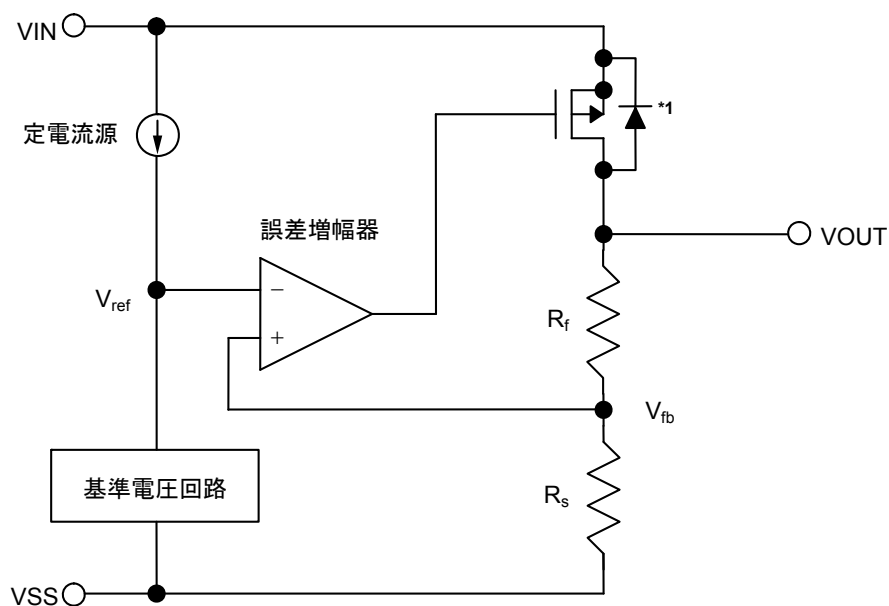 VIN
*1
定電流源
誤差増幅器
VOUT
Vref
−
+
Rf
Vfb
基準電圧回路
Rs
VSS